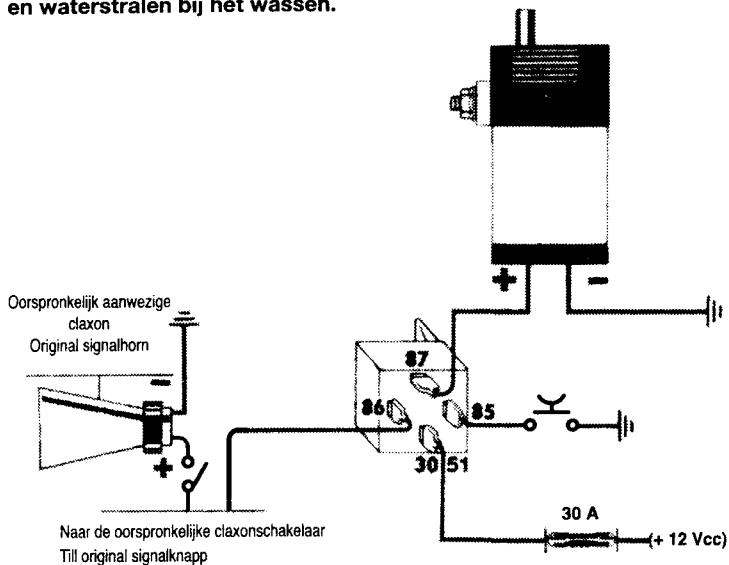 en waterstralen bij het wassen.
+ −
Oorspronkelijk aanwezige
claxon
Original signalhorn
−
+
87
86
85
30/51
30 A
(+ 12 Vcc)
Naar de oorspronkelijke claxonschakelaar
Till original signalknapp